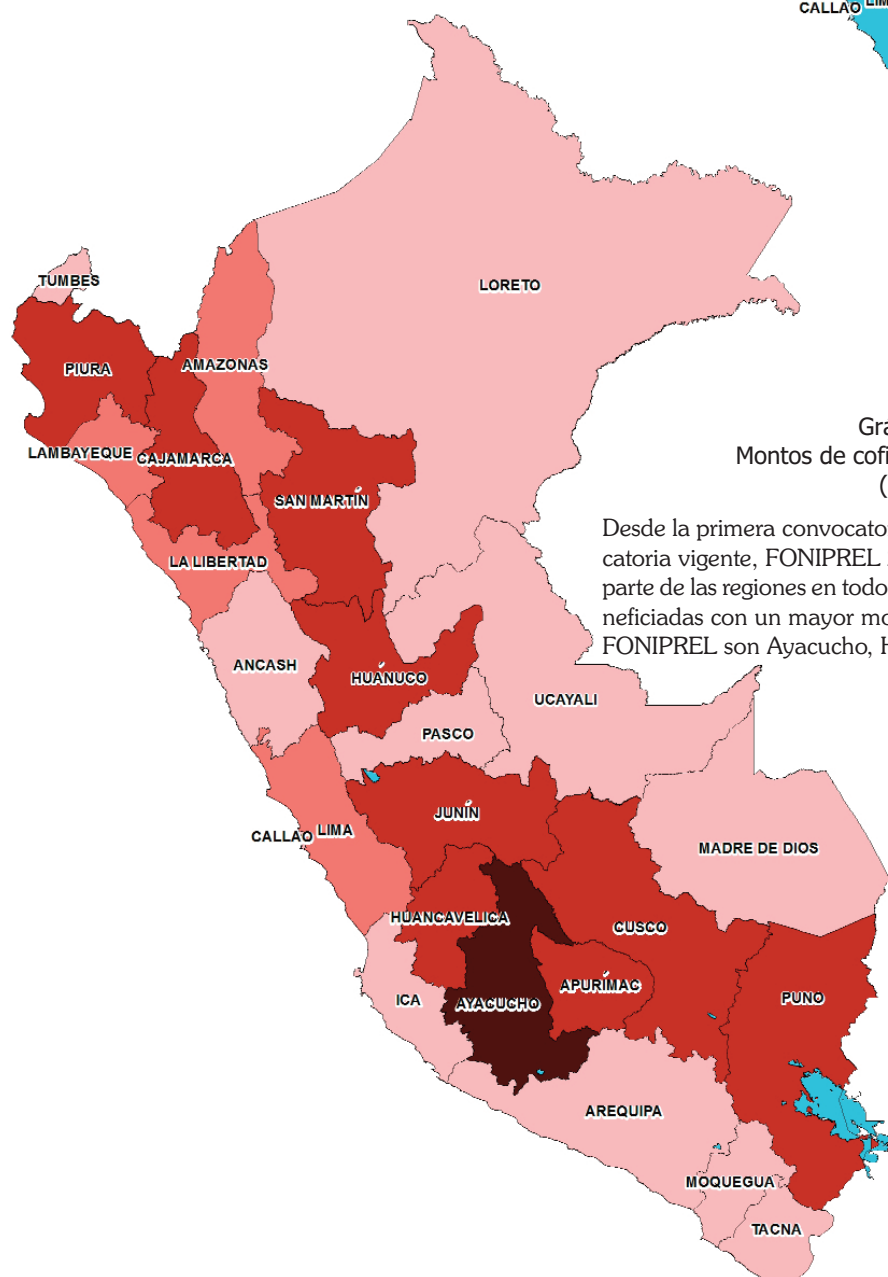 CALLAO
TUMBES
LORETO
PIURA
AMAZONAS
LAMBAYEQUE
CAJAMARCA
SAN MARTÍN
LA LIBERTAD
Montos de cofi
(
Desde la primera convocato
catoria vigente, FONIPREL
parte de las regiones en todo
neficiadas con un mayor mo
FONIPREL son Ayacucho, H
ANCASH
HUÁNUCO
UCAYALI
PASCO
JUNÍN
CALLAO
LIMA
MADRE DE DIOS
HUANCAVELICA
CUSCO
APURÍMAC
ICA
AYACUCHO
PUNO
AREQUIPA
MOQUEGUA
TACNA